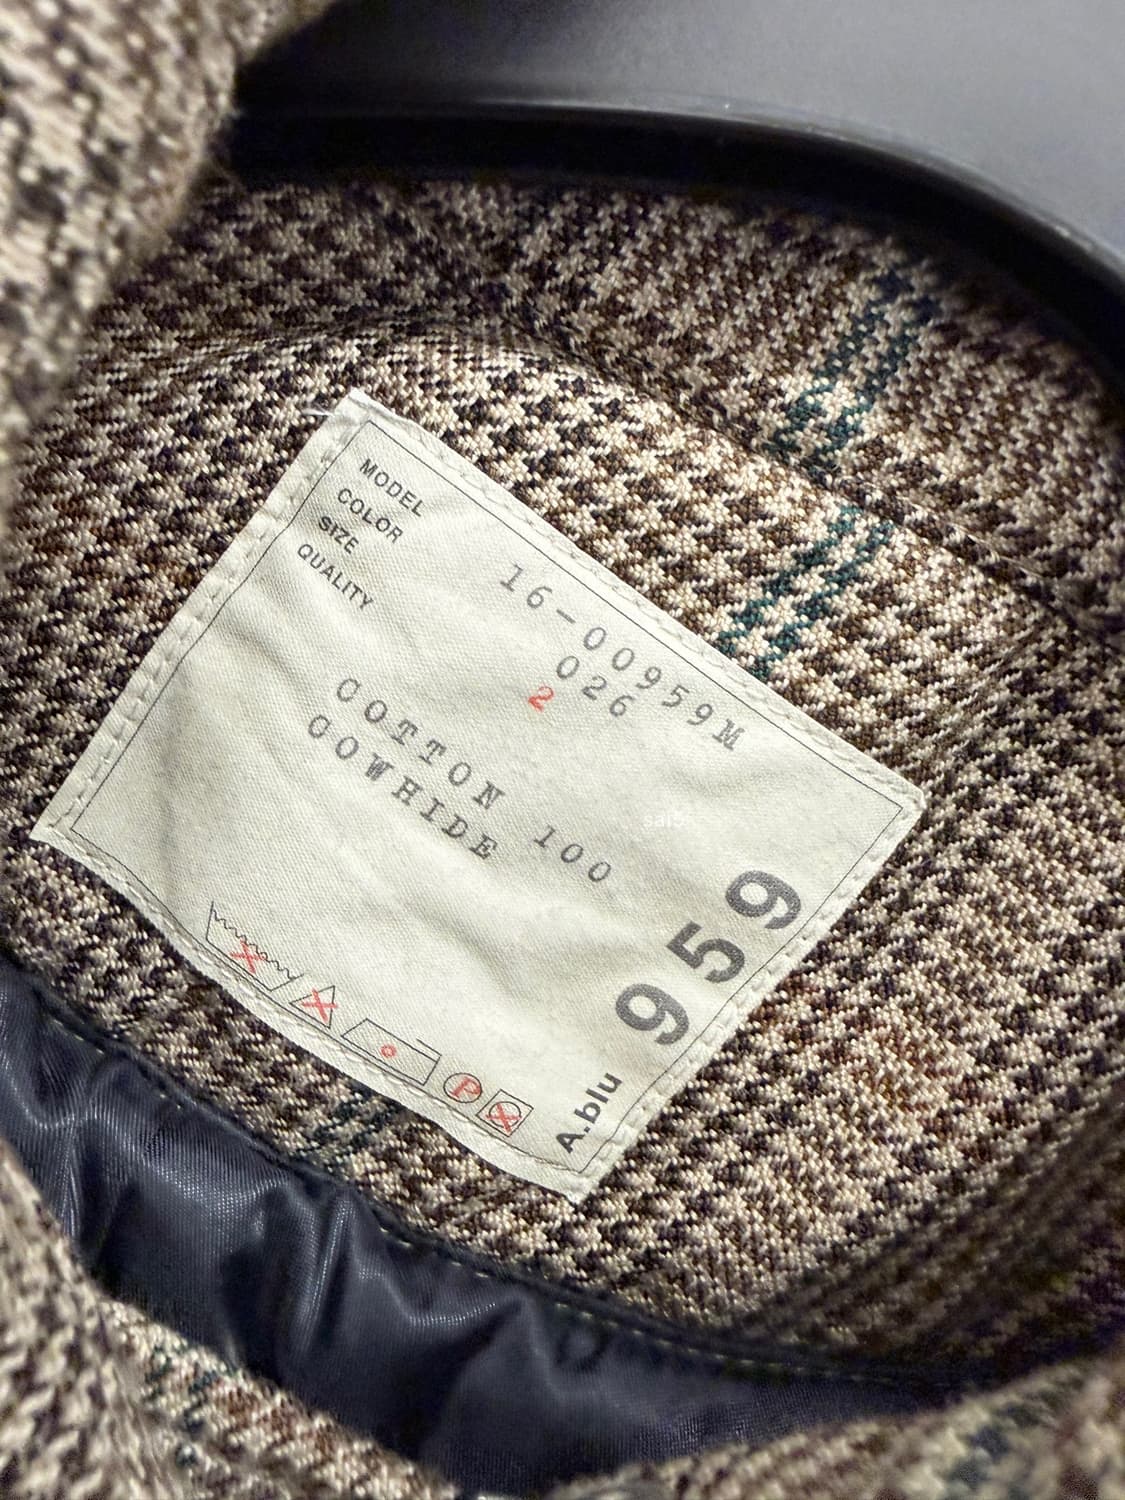 MODEL 16-00959M
COLOR 026
SIZE 2
QUALITY
COTTON 100
COWHIDE
P
959
A.blu